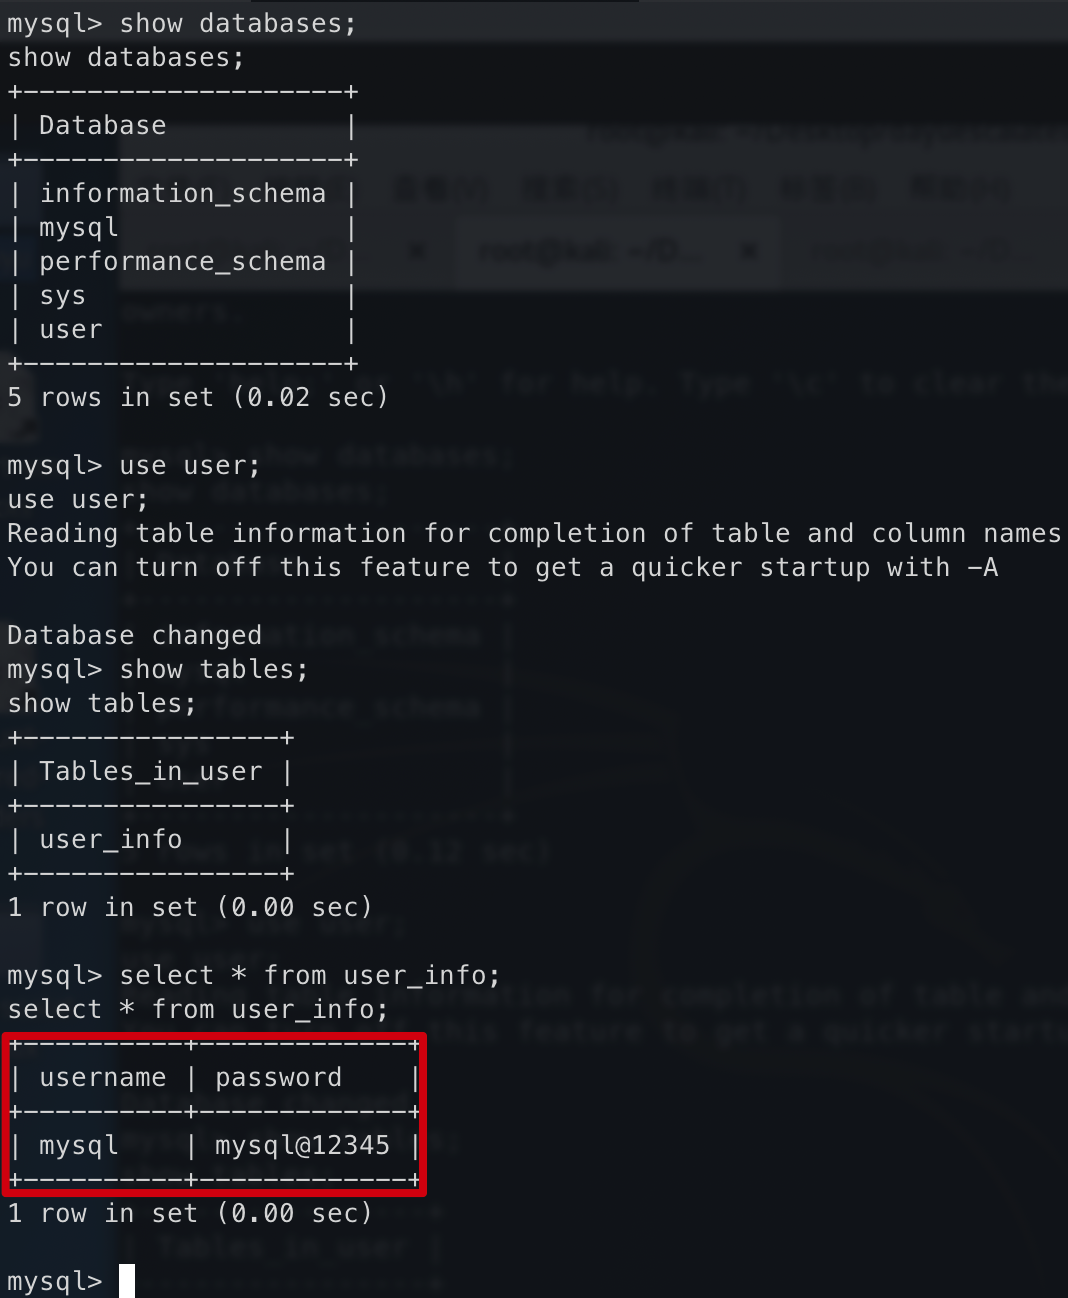 mysql> show databases;
show databases;
+--------------------+
| Database           |
+--------------------+
| information_schema |
| mysql              |
| performance_schema |
| sys                |
| user               |
+--------------------+
5 rows in set (0.02 sec)

mysql> use user;
use user;
Reading table information for completion of table and column names
You can turn off this feature to get a quicker startup with -A

Database changed
mysql> show tables;
show tables;
+----------------+
| Tables_in_user |
+----------------+
| user_info      |
+----------------+
1 row in set (0.00 sec)

mysql> select * from user_info;
select * from user_info;
+----------+-------------+
| username | password    |
+----------+-------------+
| mysql    | mysql@12345 |
+----------+-------------+
1 row in set (0.00 sec)

mysql>